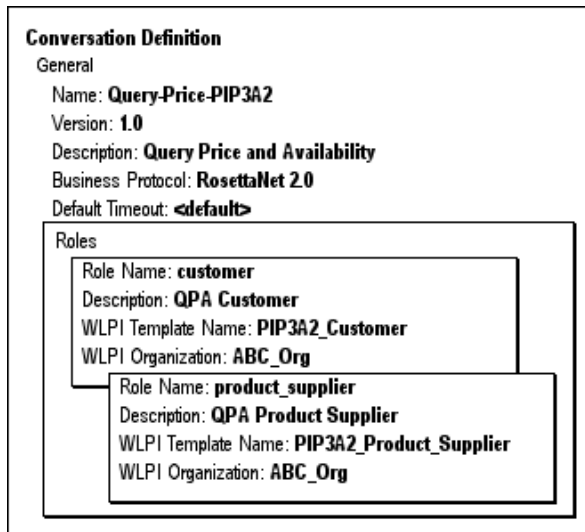 Conversation Definition
General
Name: Query-Price-PIP3A2
Version: 1.0
Description: Query Price and Availability
Business Protocol: RosettaNet 2.0
Default Timeout: <default>
Roles
Role Name: customer
Description: QPA Customer
WLPI Template Name: PIP3A2_Customer
WLPI Organization: ABC_Org
Role Name: product_supplier
Description: QPA Product Supplier
WLPI Template Name: PIP3A2_Product_Supplier
WLPI Organization: ABC_Org